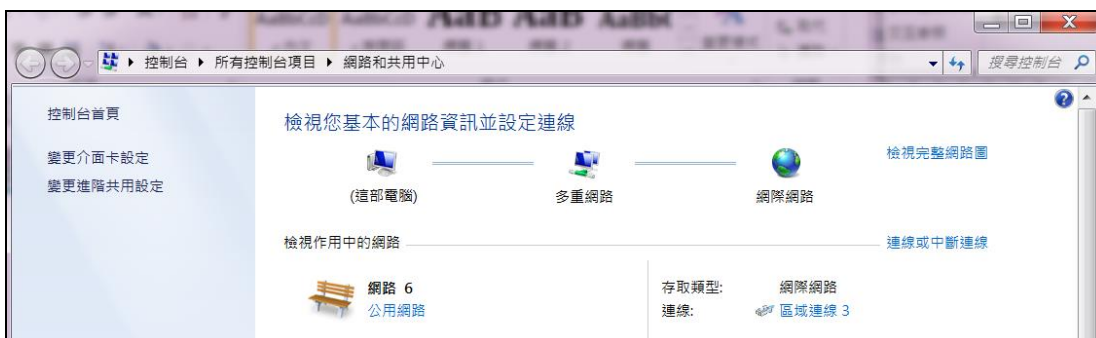 控制台 ▸ 所有控制台項目 ▸ 網路和共用中心
搜尋控制台
控制台首頁
變更介面卡設定
變更進階共用設定
檢視您基本的網路資訊並設定連線
檢視完整網路圖
(這部電腦) 多重網路 網際網路
檢視作用中的網路 連線或中斷連線
網路 6
公用網路
存取類型: 網際網路
連線: 區域連線 3